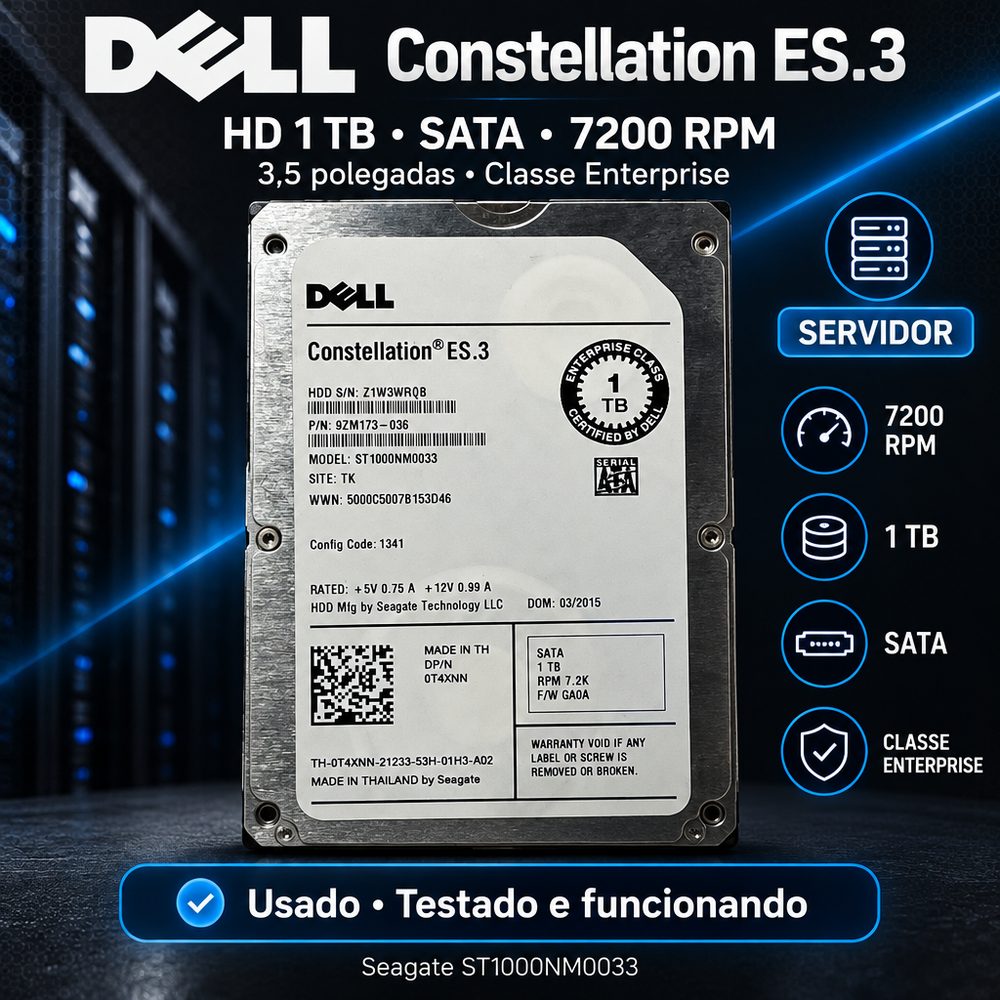 DELL Constellation ES.3
HD 1 TB • SATA • 7200 RPM
3,5 polegadas • Classe Enterprise
DELL
Constellation® ES.3
HDD S/N: Z1W3WRQB
P/N: 9ZM173-036
MODEL: ST1000NM0033
SITE: TK
WWN: 5000C5007B153D46
ENTERPRISE CLASS
1
TB
CERTIFIED BY DELL
SERIAL
ATA
Config Code: 1341
RATED: +5V 0.75 A +12V 0.99 A
HDD Mfg by Seagate Technology LLC DOM: 03/2015
MADE IN TH
DP/N
0T4XNN
SATA
1 TB
RPM 7.2K
F/W GA0A
TH-0T4XNN-21233-53H-01H3-A02
MADE IN THAILAND by Seagate
WARRANTY VOID IF ANY
LABEL OR SCREW IS
REMOVED OR BROKEN.
SERVIDOR
7200
RPM
1 TB
SATA
CLASSE
ENTERPRISE
Usado • Testado e funcionando
Seagate ST1000NM0033